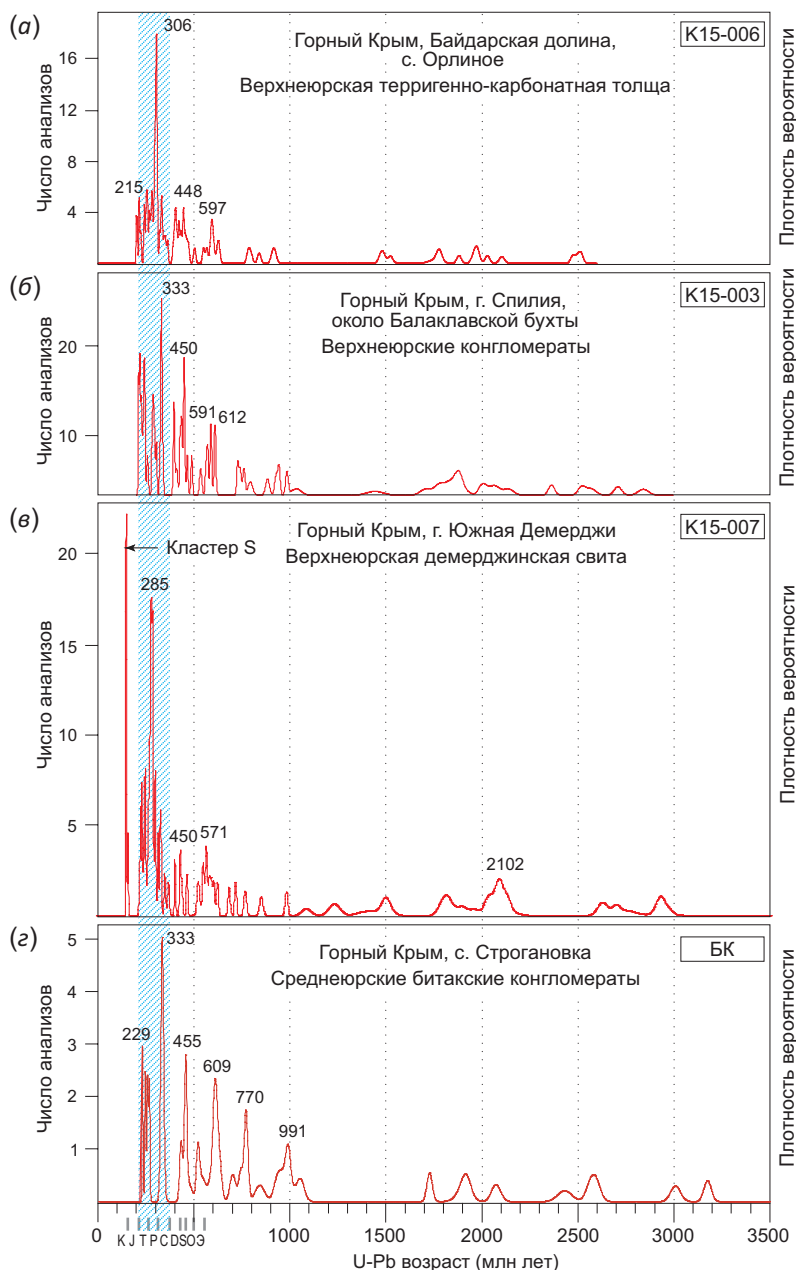 (а)
306
Горный Крым, Байдарская долина,
с. Орлиное
Верхнеюрская терригенно-карбонатная толща
K15-006
16
12
8
4
215
448
597
Число анализов
Плотность вероятности
(б)
333
Горный Крым, г. Спилия,
около Балаклавской бухты
Верхнеюрские конгломераты
K15-003
20
10
450
591
612
Число анализов
Плотность вероятности
(в)
Горный Крым, г. Южная Демерджи
Верхнеюрская демерджинская свита
K15-007
Кластер S
20
15
10
5
285
450
571
2102
Число анализов
Плотность вероятности
(г)
333
Горный Крым, с. Строгановка
Среднеюрские битакские конгломераты
БК
5
4
3
2
1
229
455
609
770
991
Число анализов
Плотность вероятности
0 1000 2000 3000 3500
K J T P C D S O Э
U-Pb возраст (млн лет)